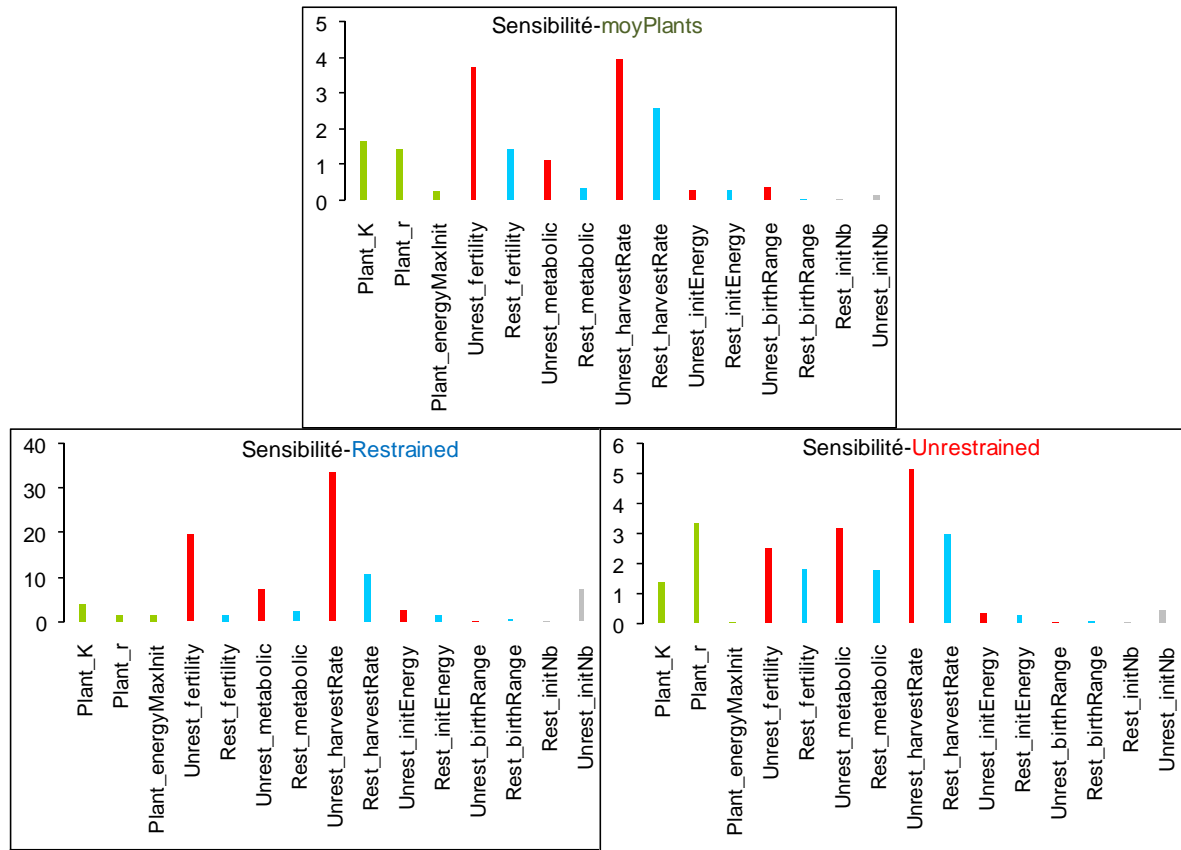 Sensibilité-moyPlants
5
4
3
2
1
0
Plant_K
Plant_r
Plant_energyMaxInit
Unrest_fertility
Rest_fertility
Unrest_metabolic
Rest_metabolic
Unrest_harvestRate
Rest_harvestRate
Unrest_initEnergy
Rest_initEnergy
Unrest_birthRange
Rest_birthRange
Rest_initNb
Unrest_initNb
Sensibilité-Restrained
40
30
20
10
0
Plant_K
Plant_r
Plant_energyMaxInit
Unrest_fertility
Rest_fertility
Unrest_metabolic
Rest_metabolic
Unrest_harvestRate
Rest_harvestRate
Unrest_initEnergy
Rest_initEnergy
Unrest_birthRange
Rest_birthRange
Rest_initNb
Unrest_initNb
Sensibilité-Unrestrained
6
5
4
3
2
1
0
Plant_K
Plant_r
Plant_energyMaxInit
Unrest_fertility
Rest_fertility
Unrest_metabolic
Rest_metabolic
Unrest_harvestRate
Rest_harvestRate
Unrest_initEnergy
Rest_initEnergy
Unrest_birthRange
Rest_birthRange
Rest_initNb
Unrest_initNb